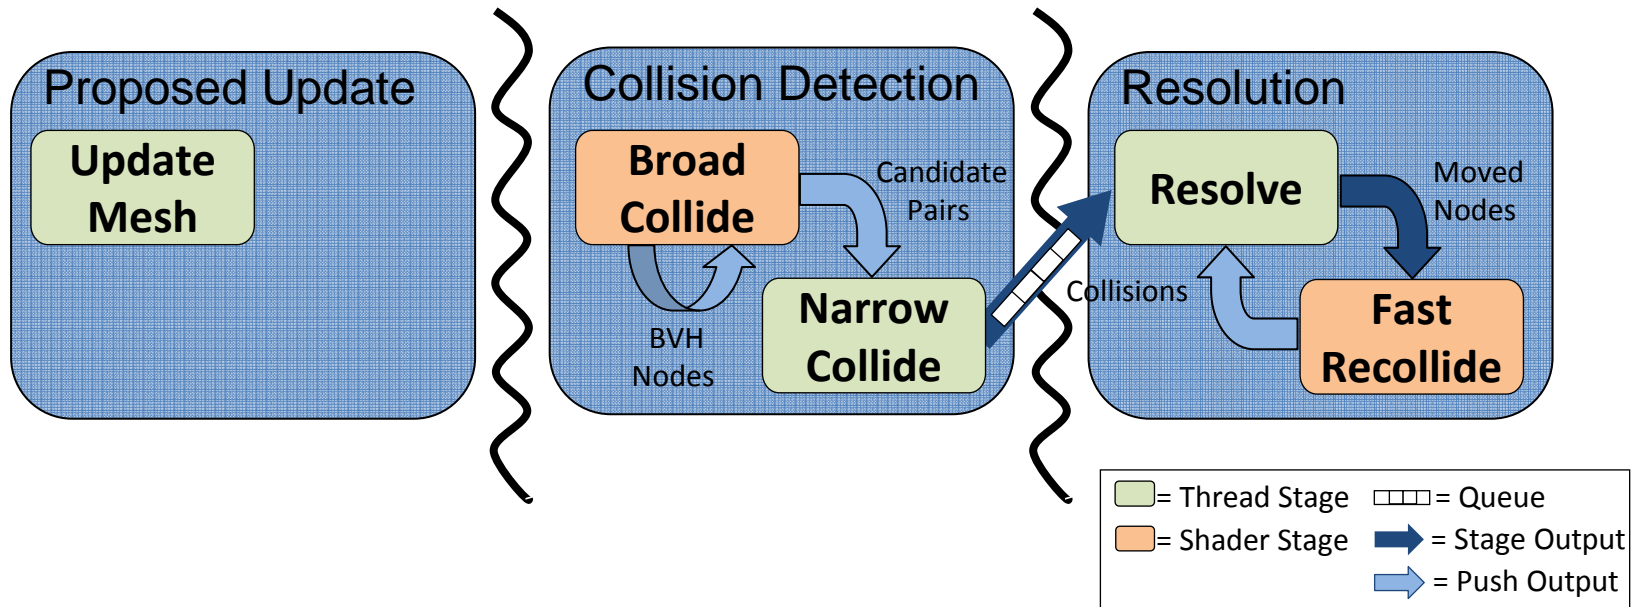 Proposed Update
Update
Mesh
Collision Detection
Broad
Collide
Candidate
Pairs
BVH
Nodes
Narrow
Collide
Resolution
Resolve
Moved
Nodes
Collisions
Fast
Recollide
= Thread Stage
= Queue
= Shader Stage
= Stage Output
= Push Output